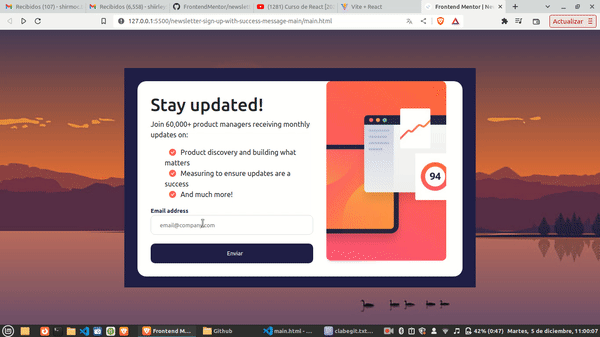 Recibidos (107) - shirmoc
Recibidos (6,558) - shirle
FrontendMentor/newslett
(1281) Curso de React [20
Vite + React
Frontend Mentor | New
127.0.0.1:5500/newsletter-sign-up-with-success-message-main/main.html
Actualizar
Stay updated!
Join 60,000+ product managers receiving monthly
updates on:
Product discovery and building what
matters
Measuring to ensure updates are a
success
And much more!
Email address
email@company.com
Enviar
94
Frontend M...
Github
main.html - ...
clabegit.txt...
42% (0:47)
Martes, 5 de diciembre, 11:00:07